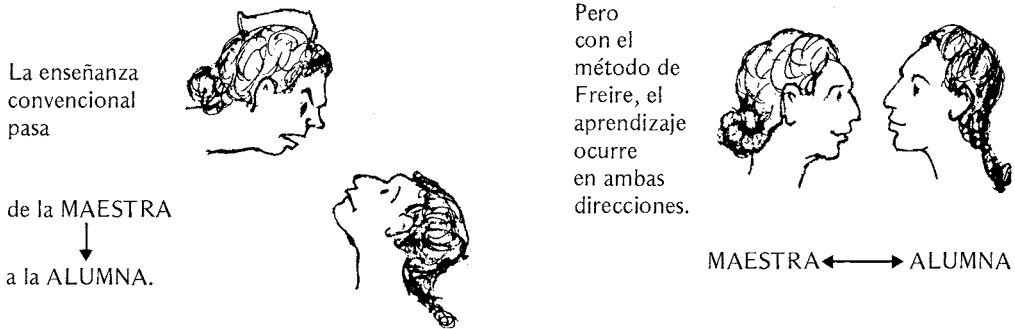 La enseñanza
convencional
pasa
de la MAESTRA
a la ALUMNA.
Pero
con el
método de
Freire, el
aprendizaje
ocurre
en ambas
direcciones.
MAESTRA ALUMNA